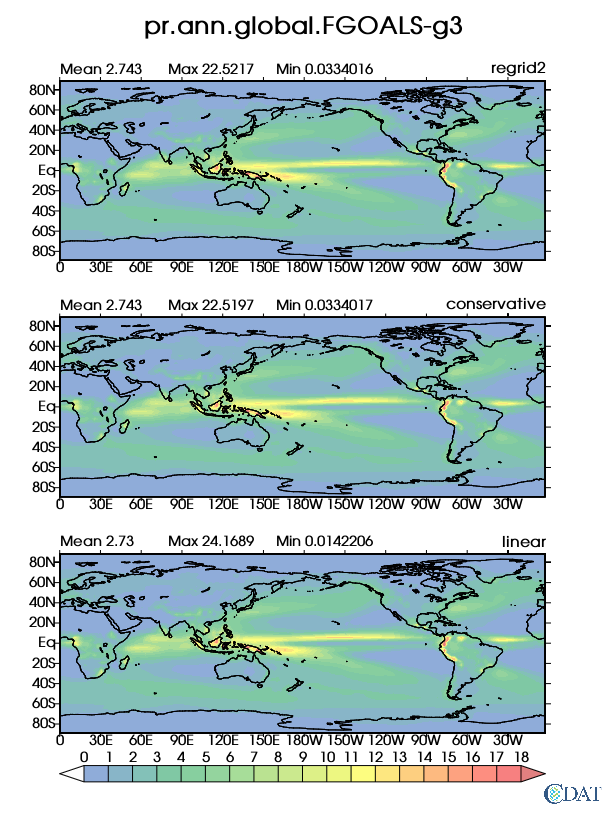 pr.ann.global.FGOALS-g3
Mean 2.743 Max 22.5217 Min 0.0334016 regrid2
80N
60N
40N
20N
Eq
20S
40S
60S
80S
0 30E 60E 90E 120E 150E 180 150W 120W 90W 60W 30W
Mean 2.743 Max 22.5197 Min 0.0334017 conservative
80N
60N
40N
20N
Eq
20S
40S
60S
80S
0 30E 60E 90E 120E 150E 180 150W 120W 90W 60W 30W
Mean 2.73 Max 24.1689 Min 0.0142206 linear
80N
60N
40N
20N
Eq
20S
40S
60S
80S
0 30E 60E 90E 120E 150E 180 150W 120W 90W 60W 30W
0 1 2 3 4 5 6 7 8 9 10 11 12 13 14 15 16 17 18
CDAT